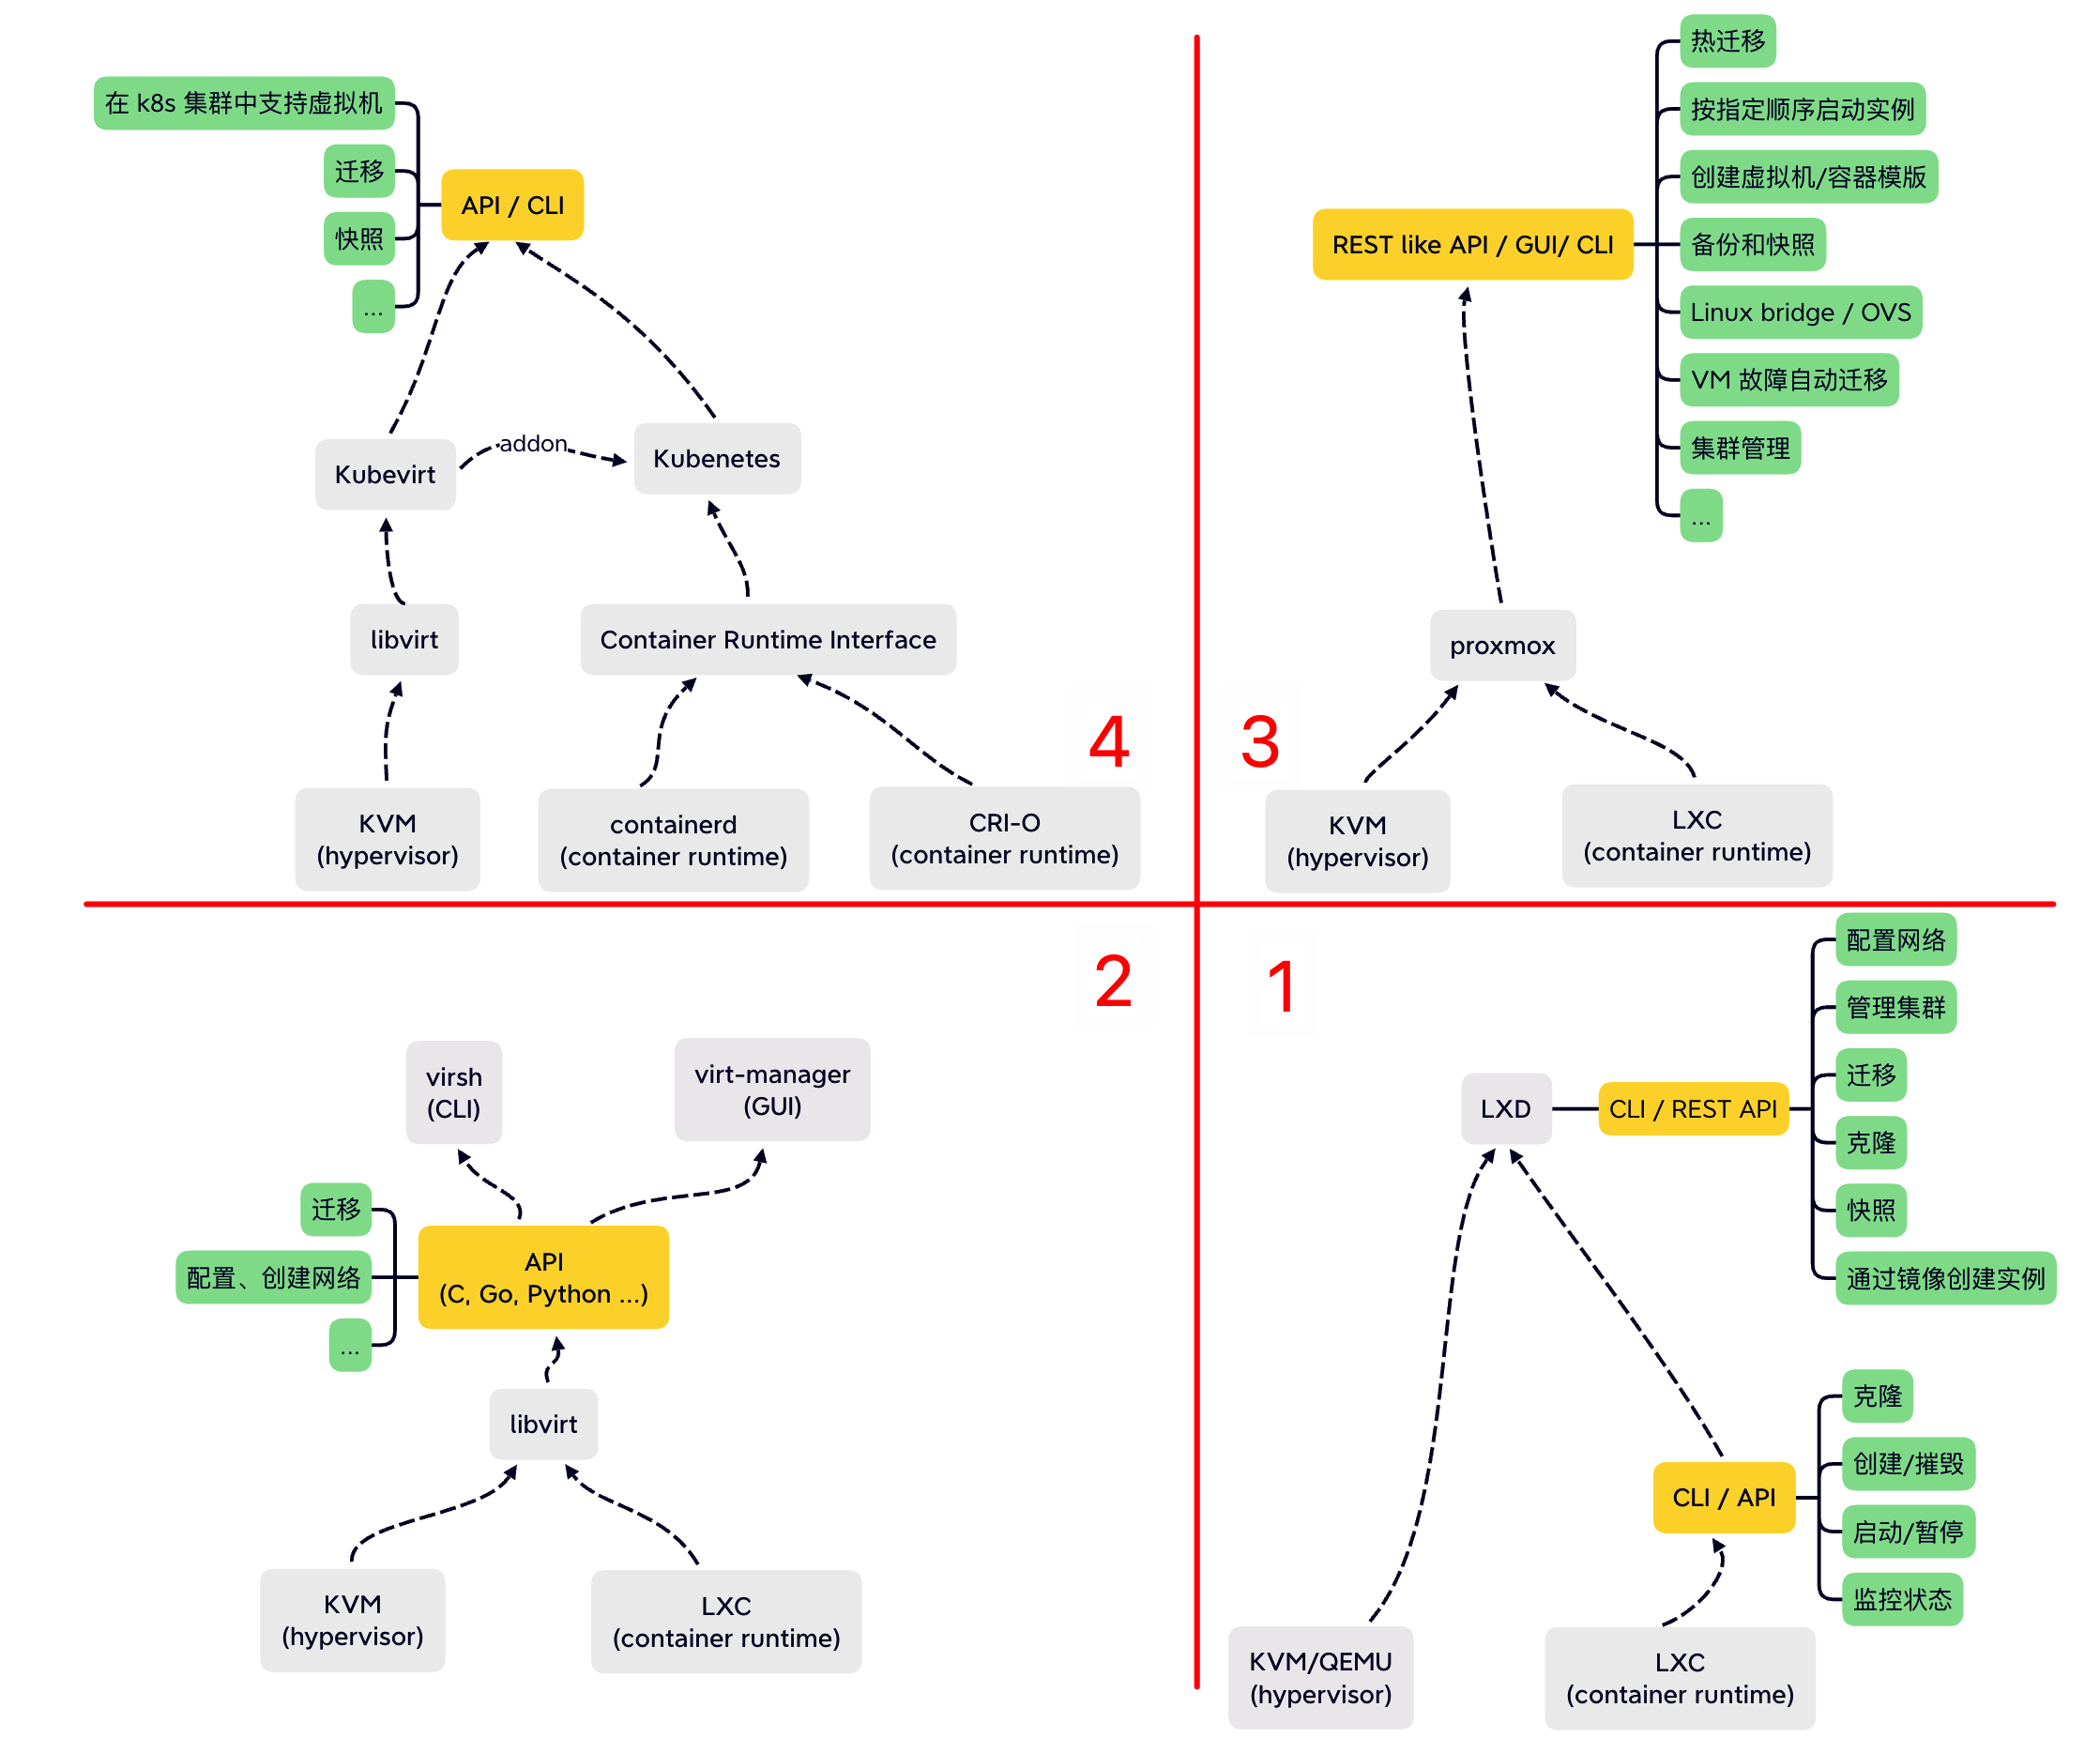 在 k8s 集群中支持虚拟机
迁移
快照
...
API / CLI
Kubevirt
addon
Kubenetes
libvirt
Container Runtime Interface
KVM
(hypervisor)
containerd
(container runtime)
CRI-O
(container runtime)
4
热迁移
按指定顺序启动实例
创建虚拟机/容器模版
备份和快照
Linux bridge / OVS
VM 故障自动迁移
集群管理
...
REST like API / GUI/ CLI
proxmox
3
KVM
(hypervisor)
LXC
(container runtime)
2
virsh
(CLI)
virt-manager
(GUI)
迁移
配置、创建网络
...
API
(C, Go, Python ...)
libvirt
KVM
(hypervisor)
LXC
(container runtime)
1
配置网络
管理集群
迁移
克隆
快照
通过镜像创建实例
LXD
CLI / REST API
克隆
创建/摧毁
启动/暂停
监控状态
CLI / API
KVM/QEMU
(hypervisor)
LXC
(container runtime)